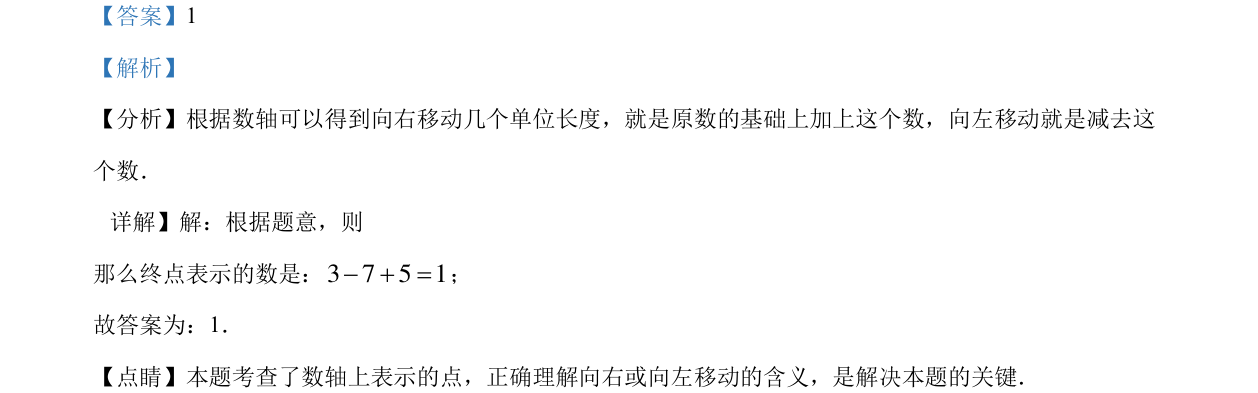 【答案】1
【解析】
【分析】根据数轴可以得到向右移动几个单位长度，就是原数的基础上加上这个数，向左移动就是减去这
个数．
详解】解：根据题意，则
那么终点表示的数是：3−7+5=1；
故答案为：1．
【点睛】本题考查了数轴上表示的点，正确理解向右或向左移动的含义，是解决本题的关键．